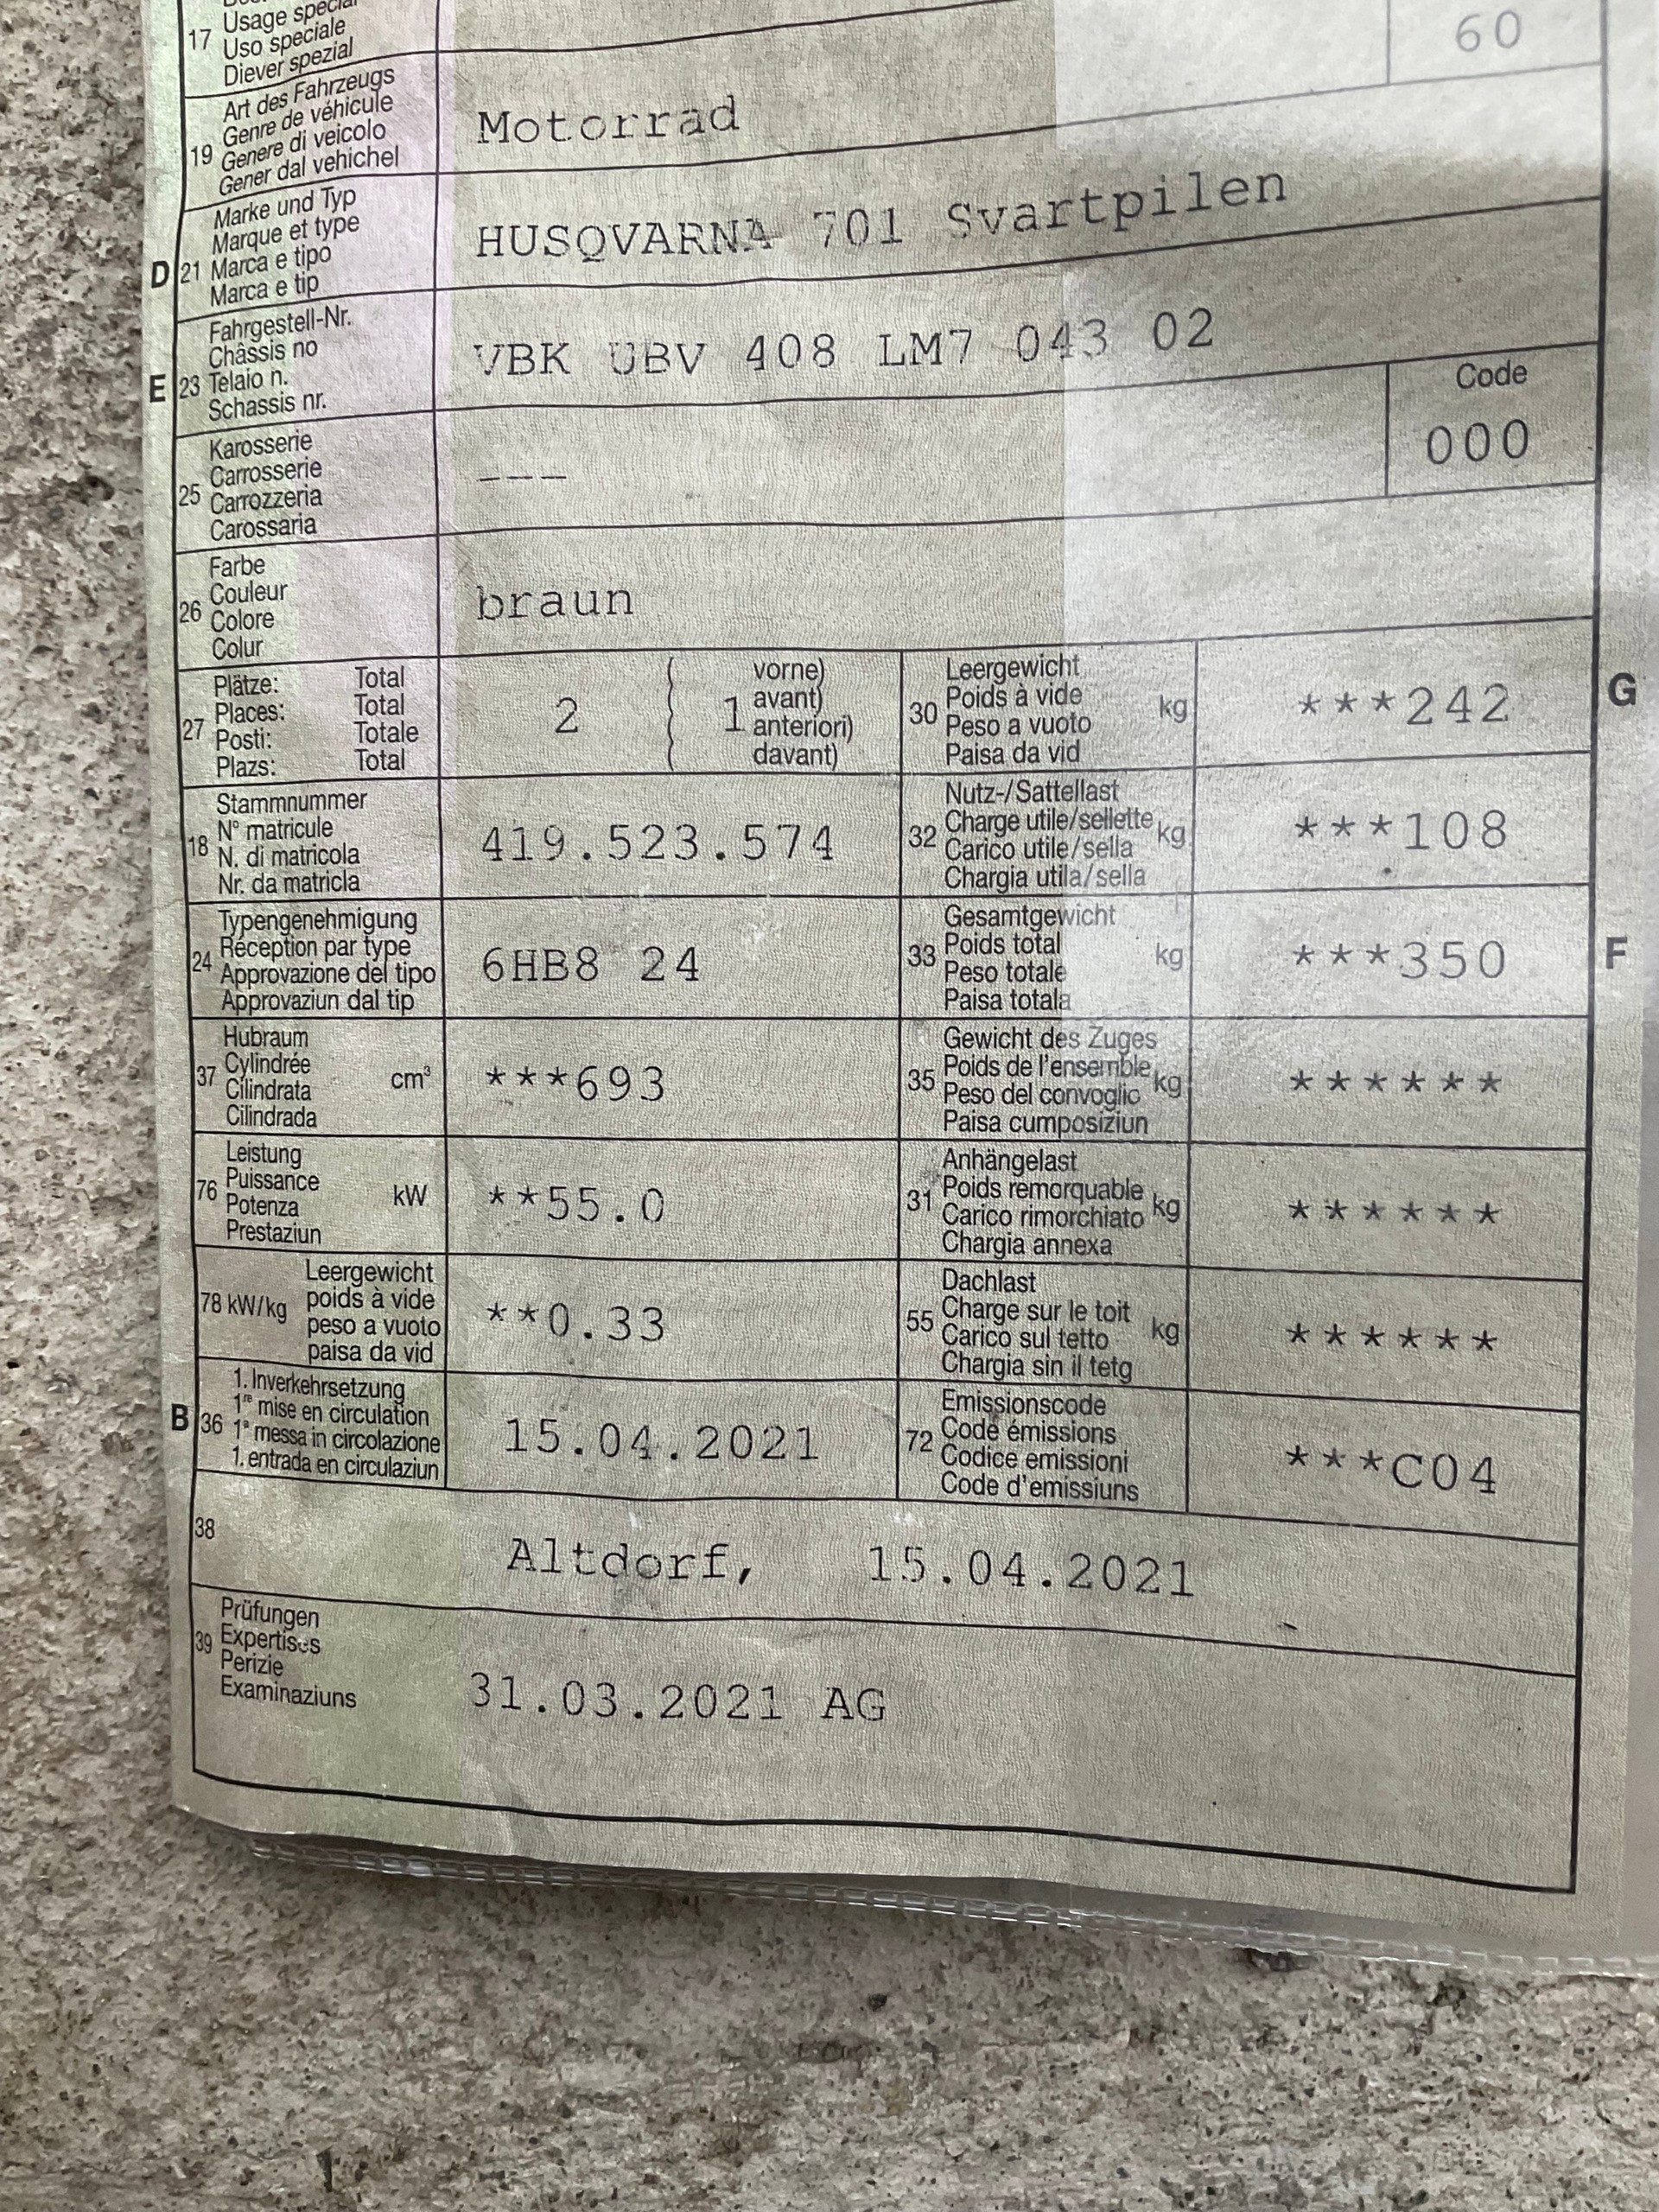 17 Usage spécial
Uso speciale
Diever spezial
60
Art des Fahrzeugs
Genre de véhicule
19 Genere di veicolo
Gener dal vehichel
Motorrad
Marke und Typ
Marque et type
D 21 Marca e tipo
Marca e tip
HUSQVARNA 701 Svartpilen
Fahrgestell-Nr.
Châssis no
E 23 Telaio n.
Schassis nr.
VBK UBV 408 LM7 043 02
Karosserie
Carrosserie
25 Carrozzeria
Carossaria
---
Code
000
Farbe
Couleur
26 Colore
Colur
braun
Plätze: Total
Places: Total
27 Posti: Totale
Plazs: Total
2
( 1 vorne)
avant)
anteriori)
davant)
Leergewicht
30 Poids à vide kg
Peso a vuoto
Paisa da vid
***242
G
Stammnummer
18 N° matricule
N. di matricola
Nr. da matricla
419.523.574
Nutz-/Sattellast
32 Charge utile/sellette kg
Carico utile/sella
Chargia utila/sella
***108
Typengenehmigung
24 Réception par type
Approvazione del tipo
Approvaziun dal tip
6HB8 24
Gesamtgewicht
33 Poids total kg
Peso totale
Paisa totala
***350
F
Hubraum
37 Cylindrée cm³
Cilindrata
Cilindrada
***693
Gewicht des Zuges
35 Poids de l'ensemble kg
Peso del convoglio
Paisa cumposiziun
******
Leistung
76 Puissance kW
Potenza
Prestaziun
**55.0
Anhängelast
31 Poids remorquable kg
Carico rimorchiato
Chargia annexa
******
Leergewicht
78 kW/kg poids à vide
peso a vuoto
paisa da vid
**0.33
Dachlast
55 Charge sur le toit kg
Carico sul tetto
Chargia sin il tetg
******
1. Inverkehrsetzung
B 36 1re mise en circulation
1a messa in circolazione
1. entrada en circulaziun
15.04.2021
Emissionscode
72 Code émissions
Codice emissioni
Code d'emissiuns
***C04
38
Altdorf, 15.04.2021
Prüfungen
39 Expertises
Perizie
Examinaziuns
31.03.2021 AG